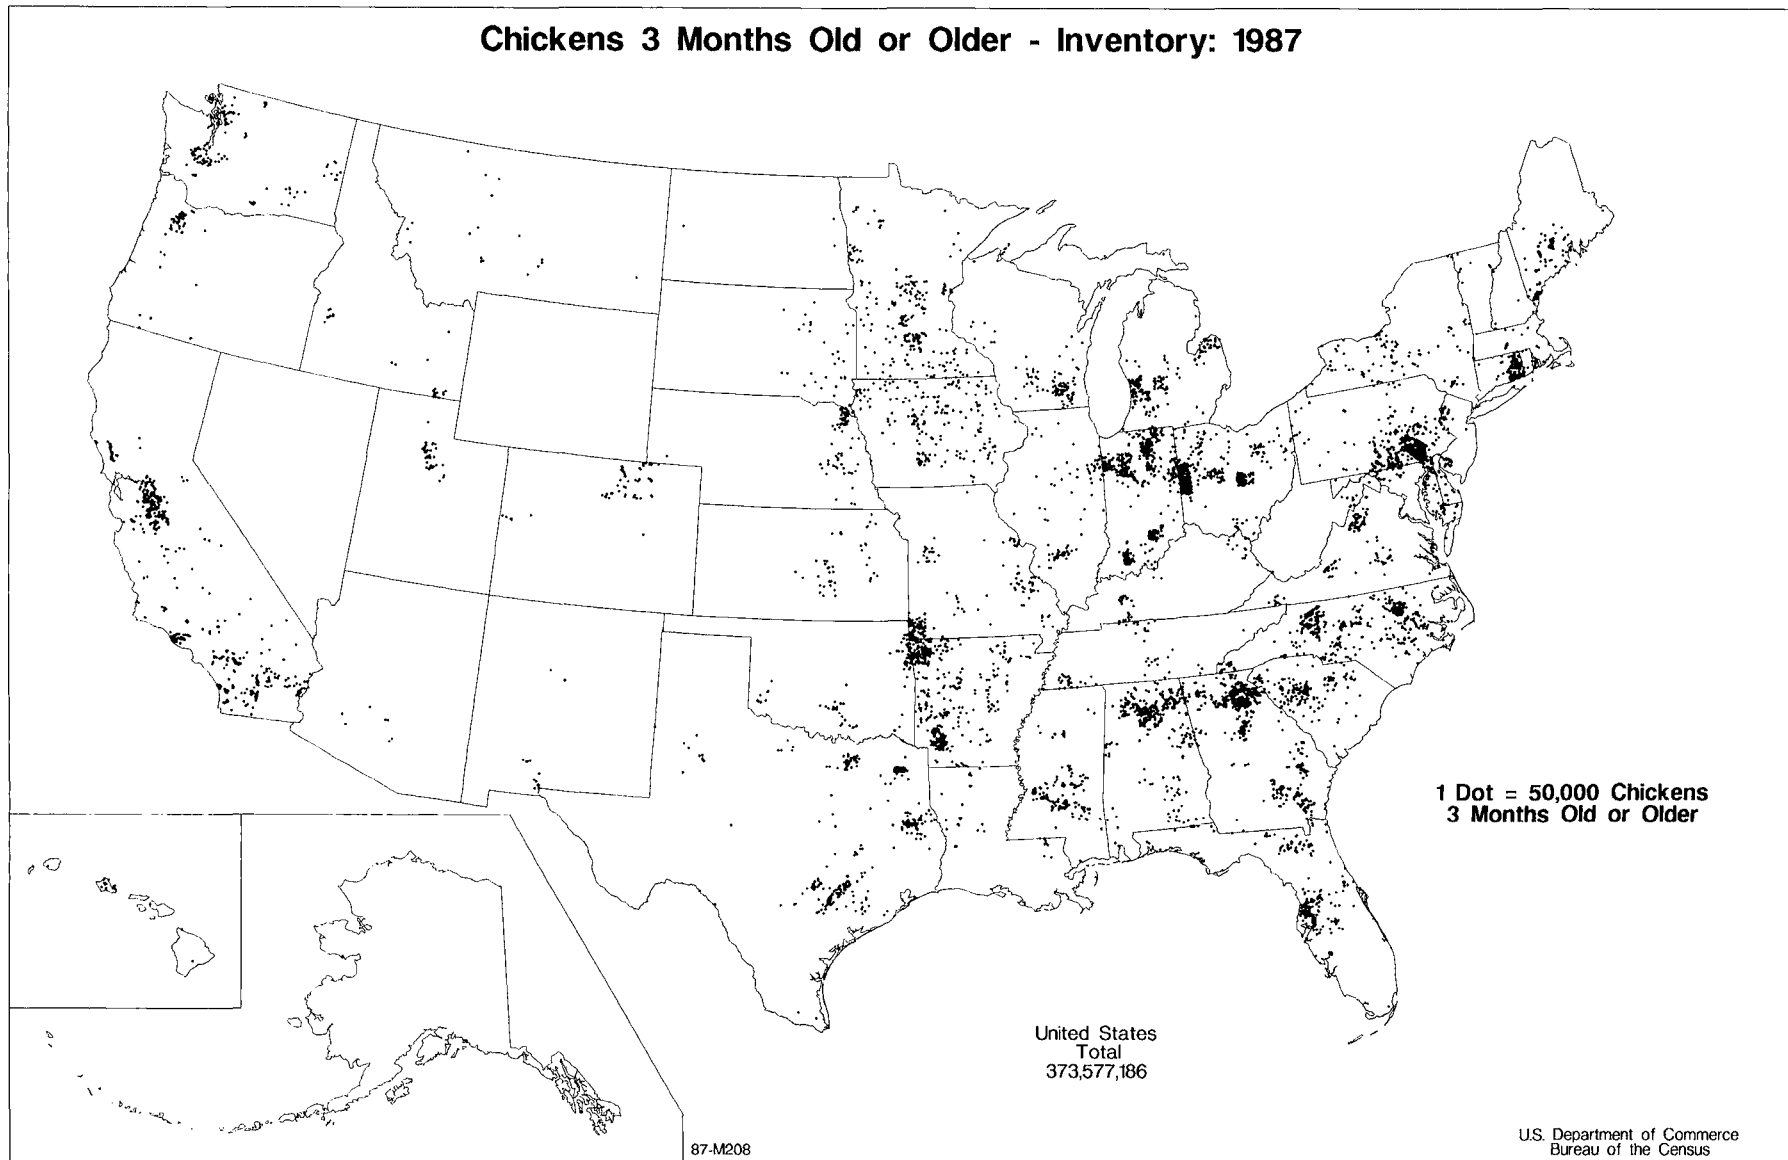 Chickens 3 Months Old or Older - Inventory: 1987
1 Dot = 50,000 Chickens
3 Months Old or Older
United States
Total
373,577,186
87-M208
U.S. Department of Commerce
Bureau of the Census